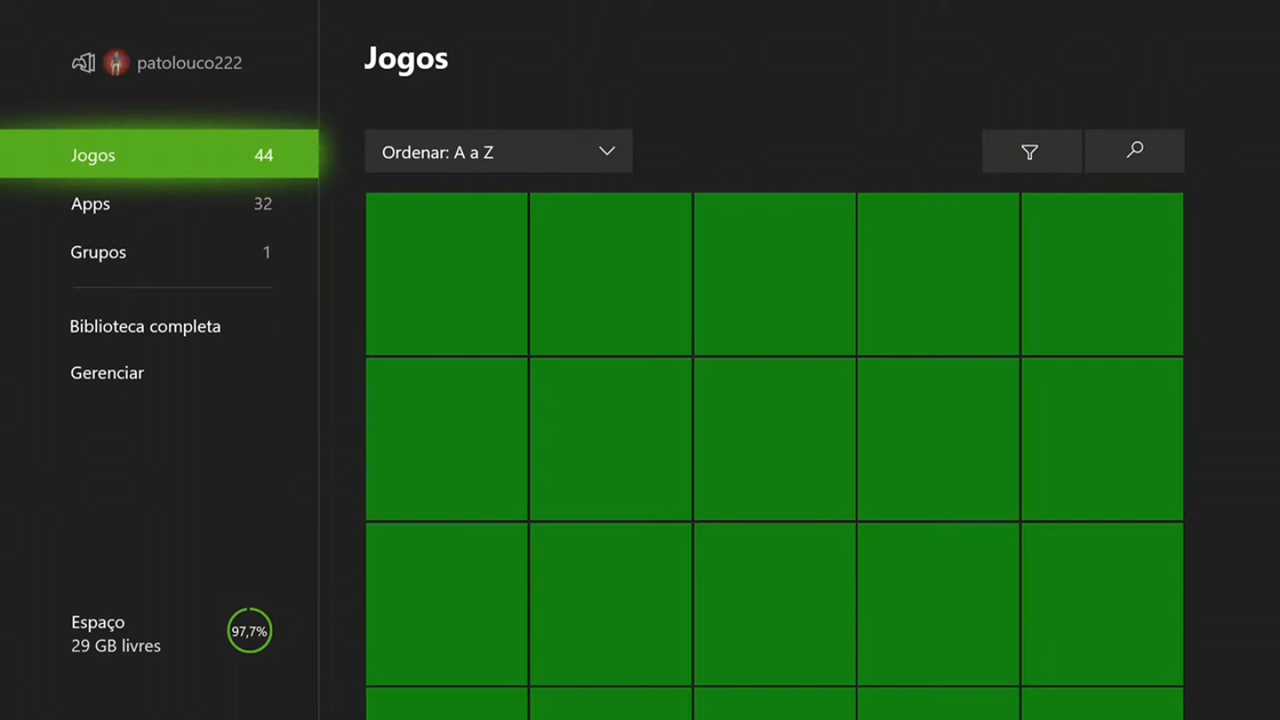 patolouco222
Jogos 44
Apps 32
Grupos 1
Biblioteca completa
Gerenciar
Espaço
29 GB livres
97,7%
Jogos
Ordenar: A a Z